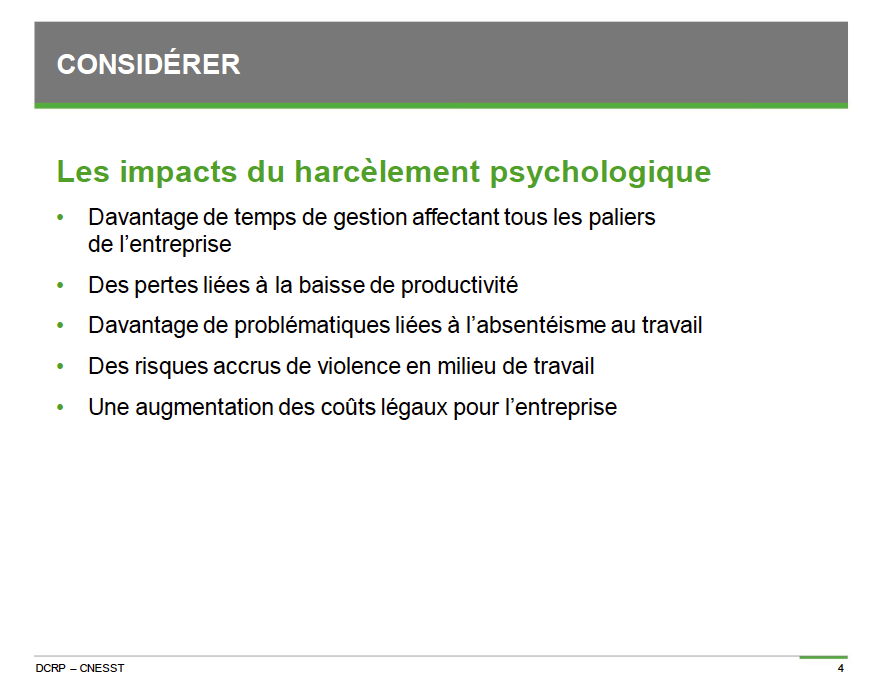 CONSIDÉRER
Les impacts du harcèlement psychologique
• Davantage de temps de gestion affectant tous les paliers
de l’entreprise
• Des pertes liées à la baisse de productivité
• Davantage de problématiques liées à l’absentéisme au travail
• Des risques accrus de violence en milieu de travail
• Une augmentation des coûts légaux pour l’entreprise
DCRP – CNESST
4